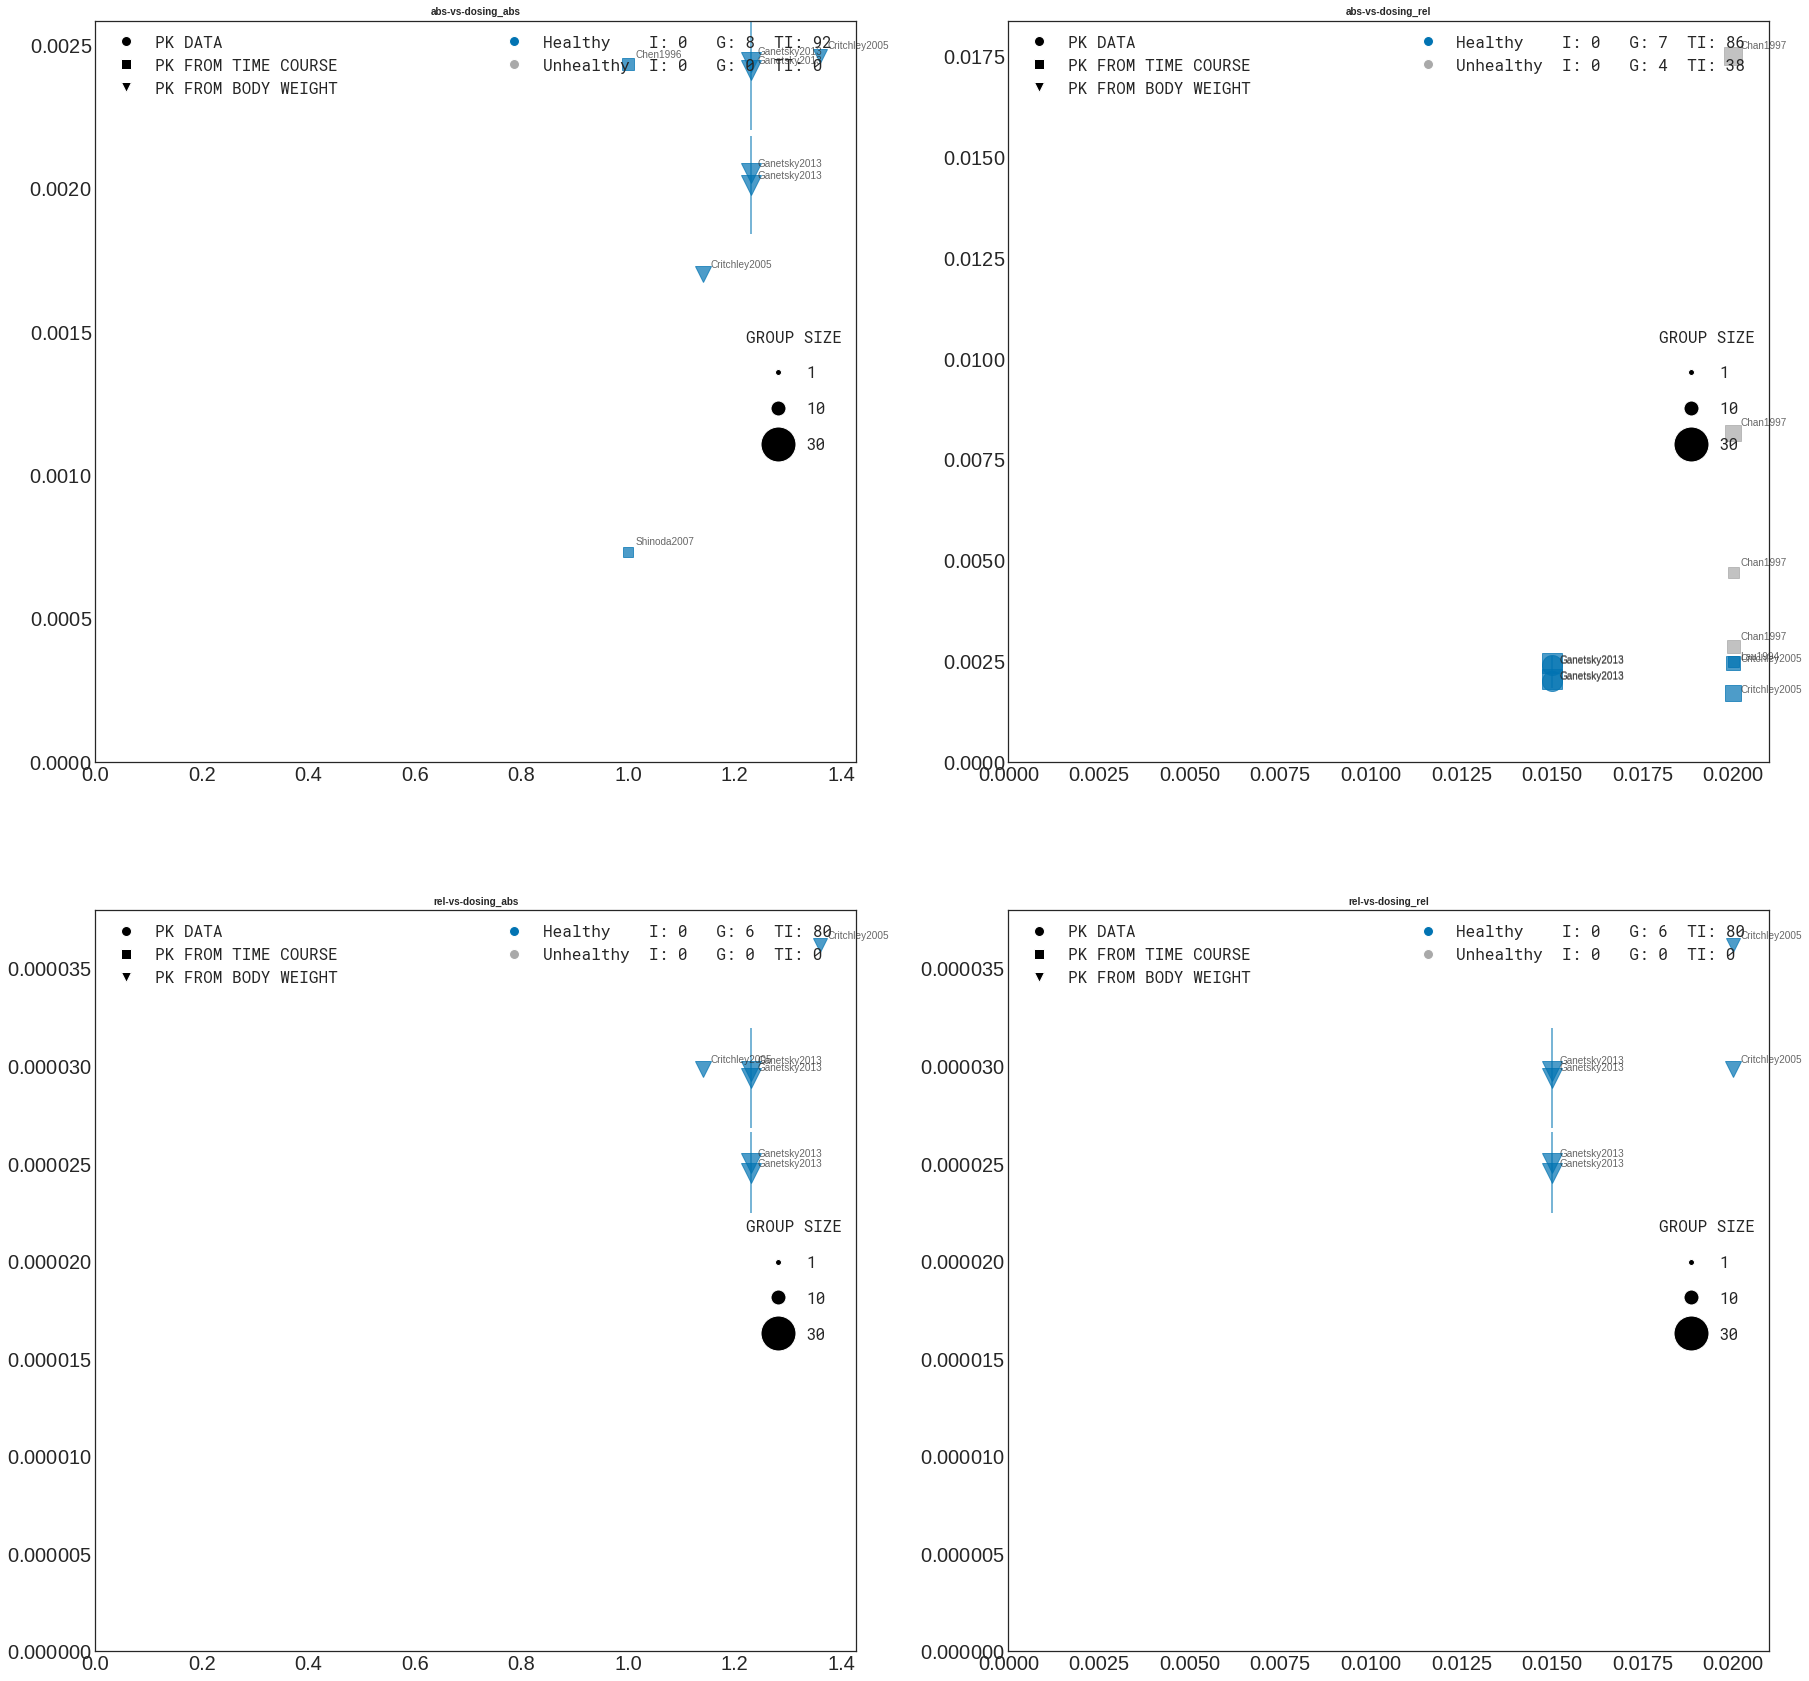 abs-vs-dosing_abs
PK DATA
PK FROM TIME COURSE
PK FROM BODY WEIGHT
Healthy I: 0 G: 8 TI: 92
Unhealthy I: 0 G: 0 TI: 0
Chen1996
Ganetsky2013
Ganetsky2013
Critchley2005
Ganetsky2013
Ganetsky2013
Critchley2005
Shinoda2007
GROUP SIZE
1
10
30
0.0025
0.0020
0.0015
0.0010
0.0005
0.0000
0.0 0.2 0.4 0.6 0.8 1.0 1.2 1.4
abs-vs-dosing_rel
PK DATA
PK FROM TIME COURSE
PK FROM BODY WEIGHT
Healthy I: 0 G: 7 TI: 86
Unhealthy I: 0 G: 4 TI: 38
Chan1997
Chan1997
Chan1997
Chan1997
Lau1994
Critchley2005
Critchley2005
Ganetsky2013
Ganetsky2013
GROUP SIZE
1
10
30
0.0175
0.0150
0.0125
0.0100
0.0075
0.0050
0.0025
0.0000
0.0000 0.0025 0.0050 0.0075 0.0100 0.0125 0.0150 0.0175 0.0200
rel-vs-dosing_abs
PK DATA
PK FROM TIME COURSE
PK FROM BODY WEIGHT
Healthy I: 0 G: 6 TI: 80
Unhealthy I: 0 G: 0 TI: 0
Critchley2005
Critchley2005
Ganetsky2013
Ganetsky2013
Ganetsky2013
Ganetsky2013
GROUP SIZE
1
10
30
0.000035
0.000030
0.000025
0.000020
0.000015
0.000010
0.000005
0.000000
0.0 0.2 0.4 0.6 0.8 1.0 1.2 1.4
rel-vs-dosing_rel
PK DATA
PK FROM TIME COURSE
PK FROM BODY WEIGHT
Healthy I: 0 G: 6 TI: 80
Unhealthy I: 0 G: 0 TI: 0
Critchley2005
Ganetsky2013
Ganetsky2013
Critchley2005
Ganetsky2013
Ganetsky2013
GROUP SIZE
1
10
30
0.000035
0.000030
0.000025
0.000020
0.000015
0.000010
0.000005
0.000000
0.0000 0.0025 0.0050 0.0075 0.0100 0.0125 0.0150 0.0175 0.0200